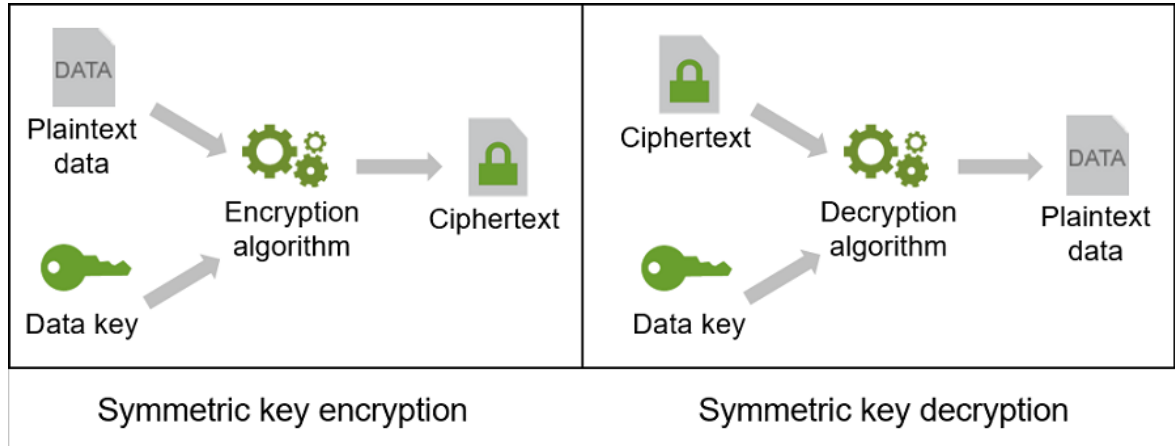 DATA
Plaintext
data
Encryption
algorithm
Ciphertext
Data key
Symmetric key encryption
Ciphertext
Decryption
algorithm
DATA
Plaintext
data
Data key
Symmetric key decryption